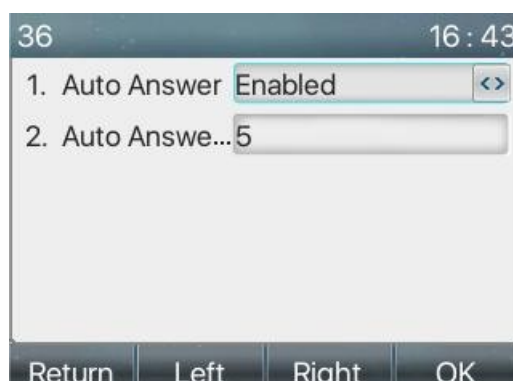 36 16:43
1. Auto Answer Enabled <>
2. Auto Answe... 5
Return Left Right OK